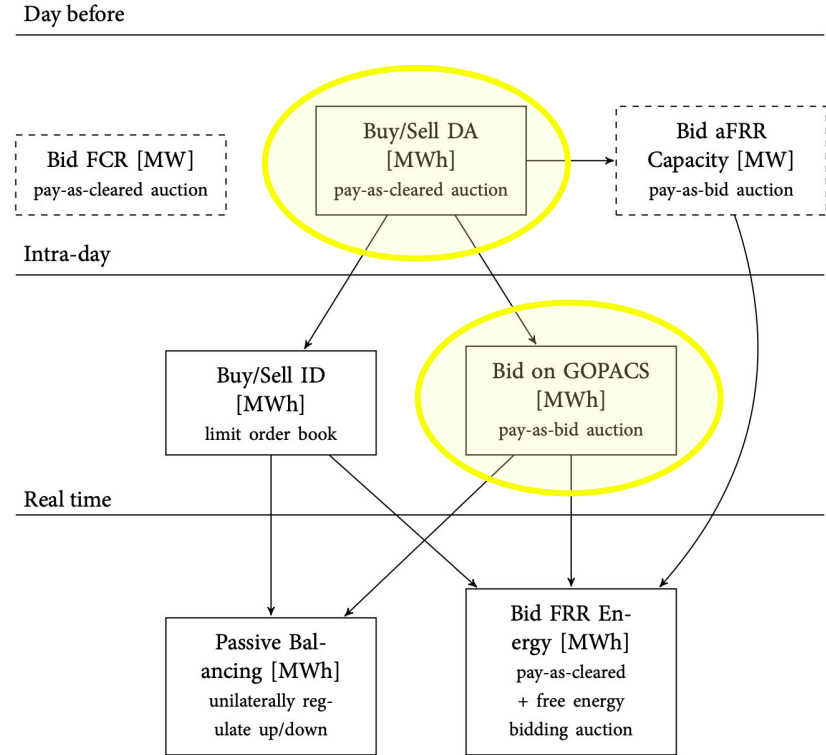 Day before
Bid FCR [MW]
pay-as-cleared auction
Buy/Sell DA
[MWh]
pay-as-cleared auction
Bid aFRR
Capacity [MW]
pay-as-bid auction
Intra-day
Buy/Sell ID
[MWh]
limit order book
Bid on GOPACS
[MWh]
pay-as-bid auction
Real time
Passive Bal-
ancing [MWh]
unilaterally reg-
ulate up/down
Bid FRR En-
ergy [MWh]
pay-as-cleared
+ free energy
bidding auction